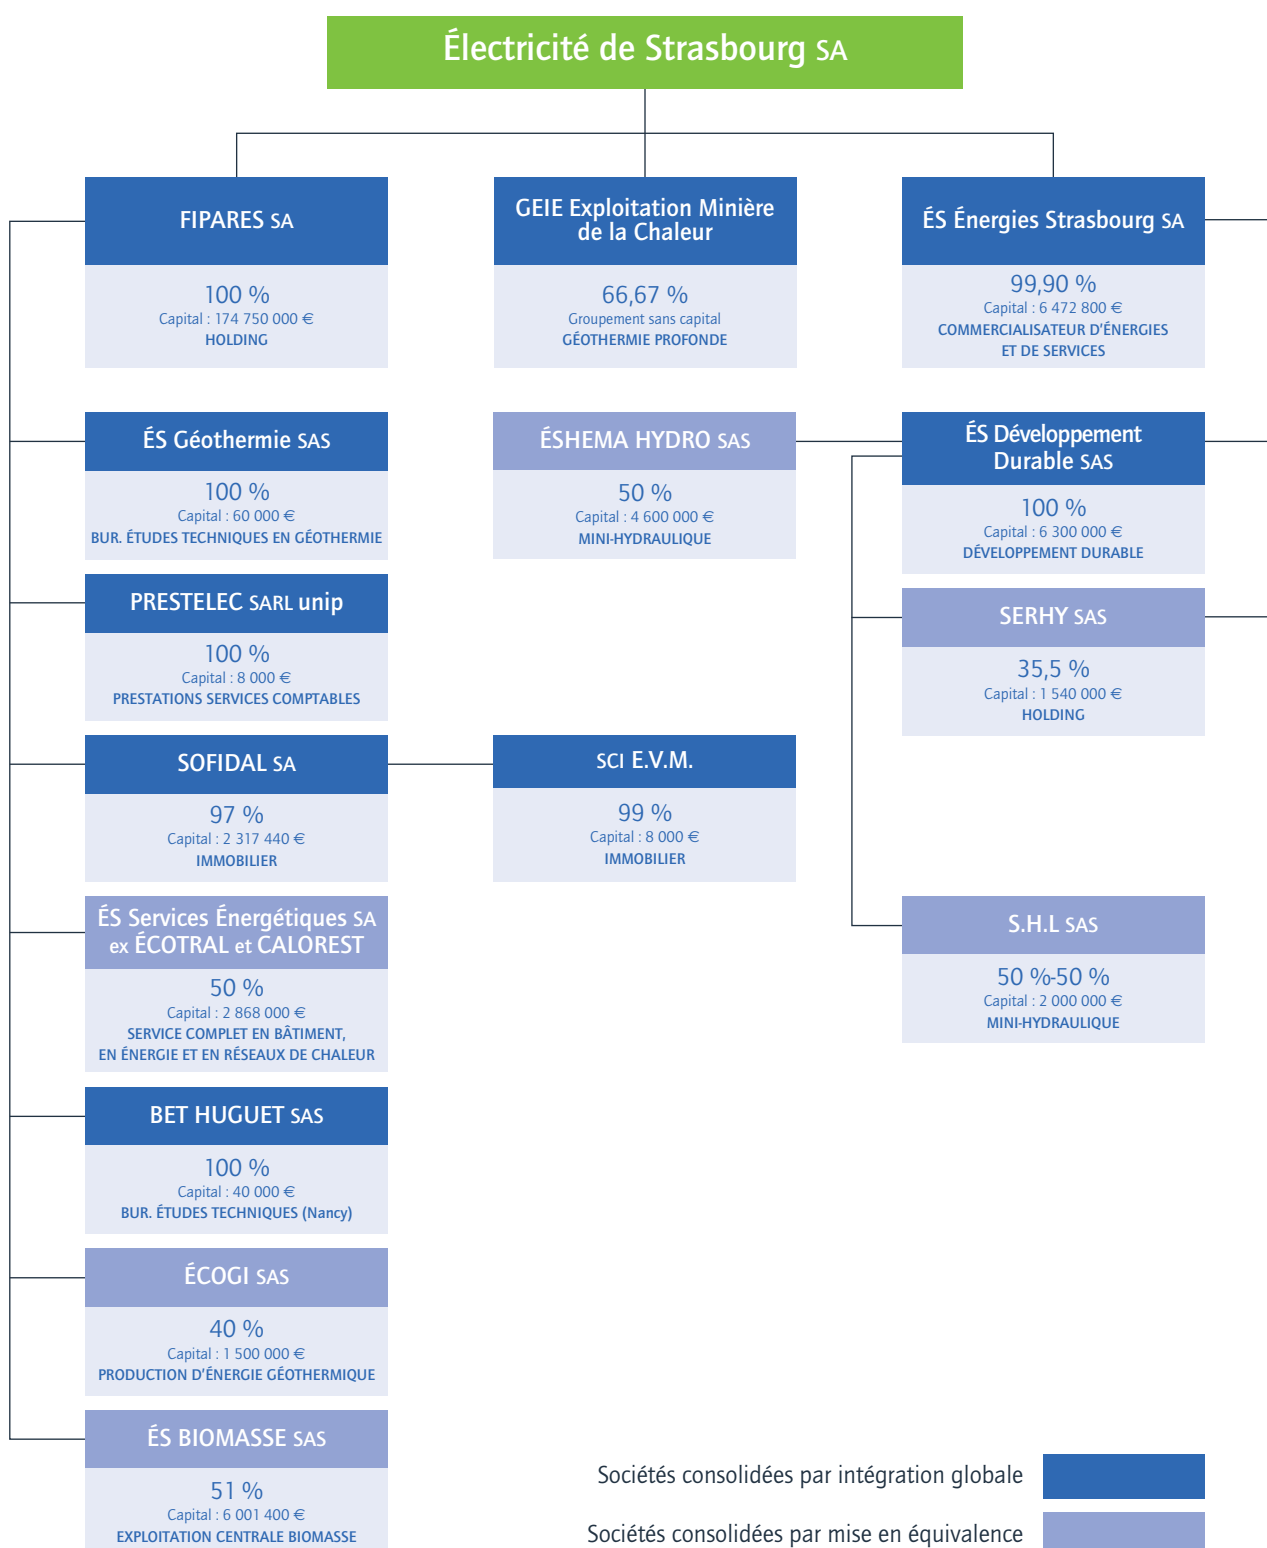 Électricité de Strasbourg SA
FIPARES SA
100 %
Capital : 174 750 000 €
HOLDING
GEIE Exploitation Minière
de la Chaleur
66,67 %
Groupement sans capital
GÉOTHERMIE PROFONDE
ÉS Énergies Strasbourg SA
99,90 %
Capital : 6 472 800 €
COMMERCIALISATEUR D'ÉNERGIES
ET DE SERVICES
ÉS Géothermie SAS
100 %
Capital : 60 000 €
BUR. ÉTUDES TECHNIQUES EN GÉOTHERMIE
ÉSHEMA HYDRO SAS
50 %
Capital : 4 600 000 €
MINI-HYDRAULIQUE
ÉS Développement
Durable SAS
100 %
Capital : 6 300 000 €
DÉVELOPPEMENT DURABLE
PRESTELEC SARL unip
100 %
Capital : 8 000 €
PRESTATIONS SERVICES COMPTABLES
SERHY SAS
35,5 %
Capital : 1 540 000 €
HOLDING
SOFIDAL SA
97 %
Capital : 2 317 440 €
IMMOBILIER
SCI E.V.M.
99 %
Capital : 8 000 €
IMMOBILIER
ÉS Services Énergétiques SA
ex ÉCOTRAL et CALOREST
50 %
Capital : 2 868 000 €
SERVICE COMPLET EN BÂTIMENT,
EN ÉNERGIE ET EN RÉSEAUX DE CHALEUR
S.H.L SAS
50 %-50 %
Capital : 2 000 000 €
MINI-HYDRAULIQUE
BET HUGUET SAS
100 %
Capital : 40 000 €
BUR. ÉTUDES TECHNIQUES (Nancy)
ÉCOGI SAS
40 %
Capital : 1 500 000 €
PRODUCTION D'ÉNERGIE GÉOTHERMIQUE
ÉS BIOMASSE SAS
51 %
Capital : 6 001 400 €
EXPLOITATION CENTRALE BIOMASSE
Sociétés consolidées par intégration globale
Sociétés consolidées par mise en équivalence